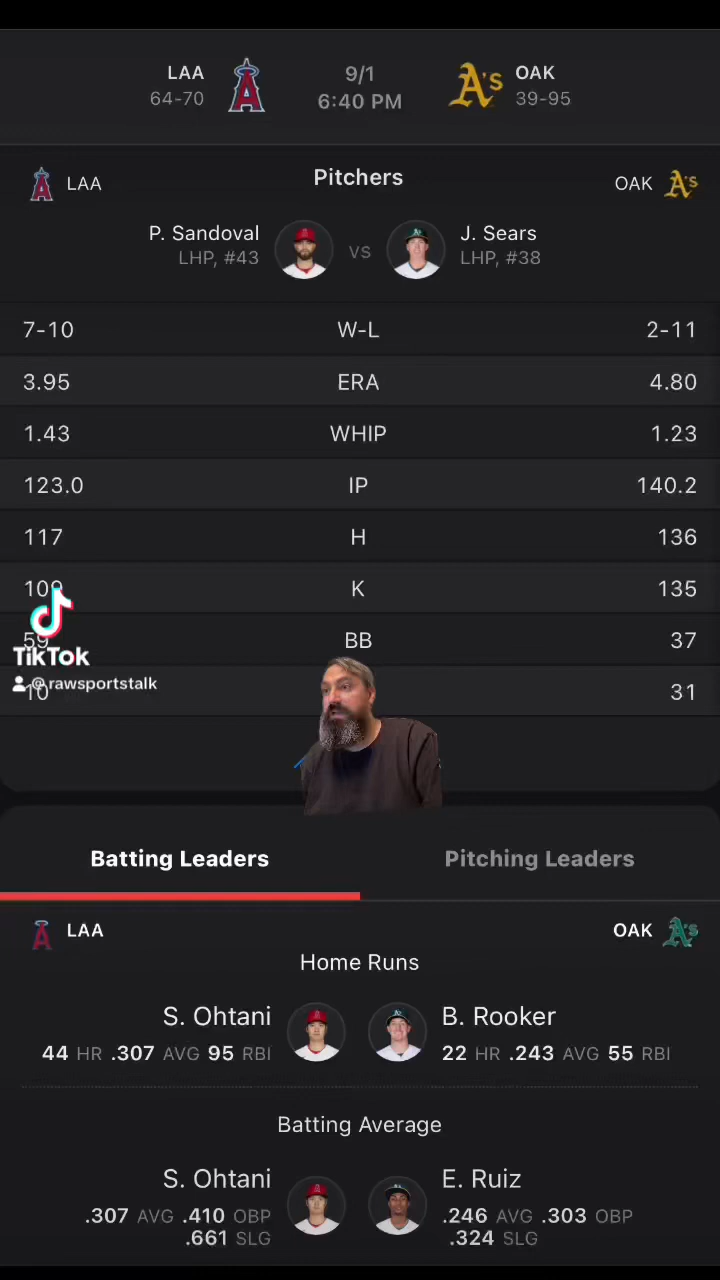 LAA
64-70
9/1
6:40 PM
A's
OAK
39-95
LAA
Pitchers
OAK
A's
P. Sandoval
LHP, #43
vs
J. Sears
LHP, #38
7-10 W-L 2-11
3.95 ERA 4.80
1.43 WHIP 1.23
123.0 IP 140.2
117 H 136
109 K 135
59 BB 37
10 31
TikTok
@rawsportstalk
Batting Leaders
Pitching Leaders
LAA
OAK
A's
Home Runs
S. Ohtani
44 HR .307 AVG 95 RBI
B. Rooker
22 HR .243 AVG 55 RBI
Batting Average
S. Ohtani
.307 AVG .410 OBP
.661 SLG
E. Ruiz
.246 AVG .303 OBP
.324 SLG